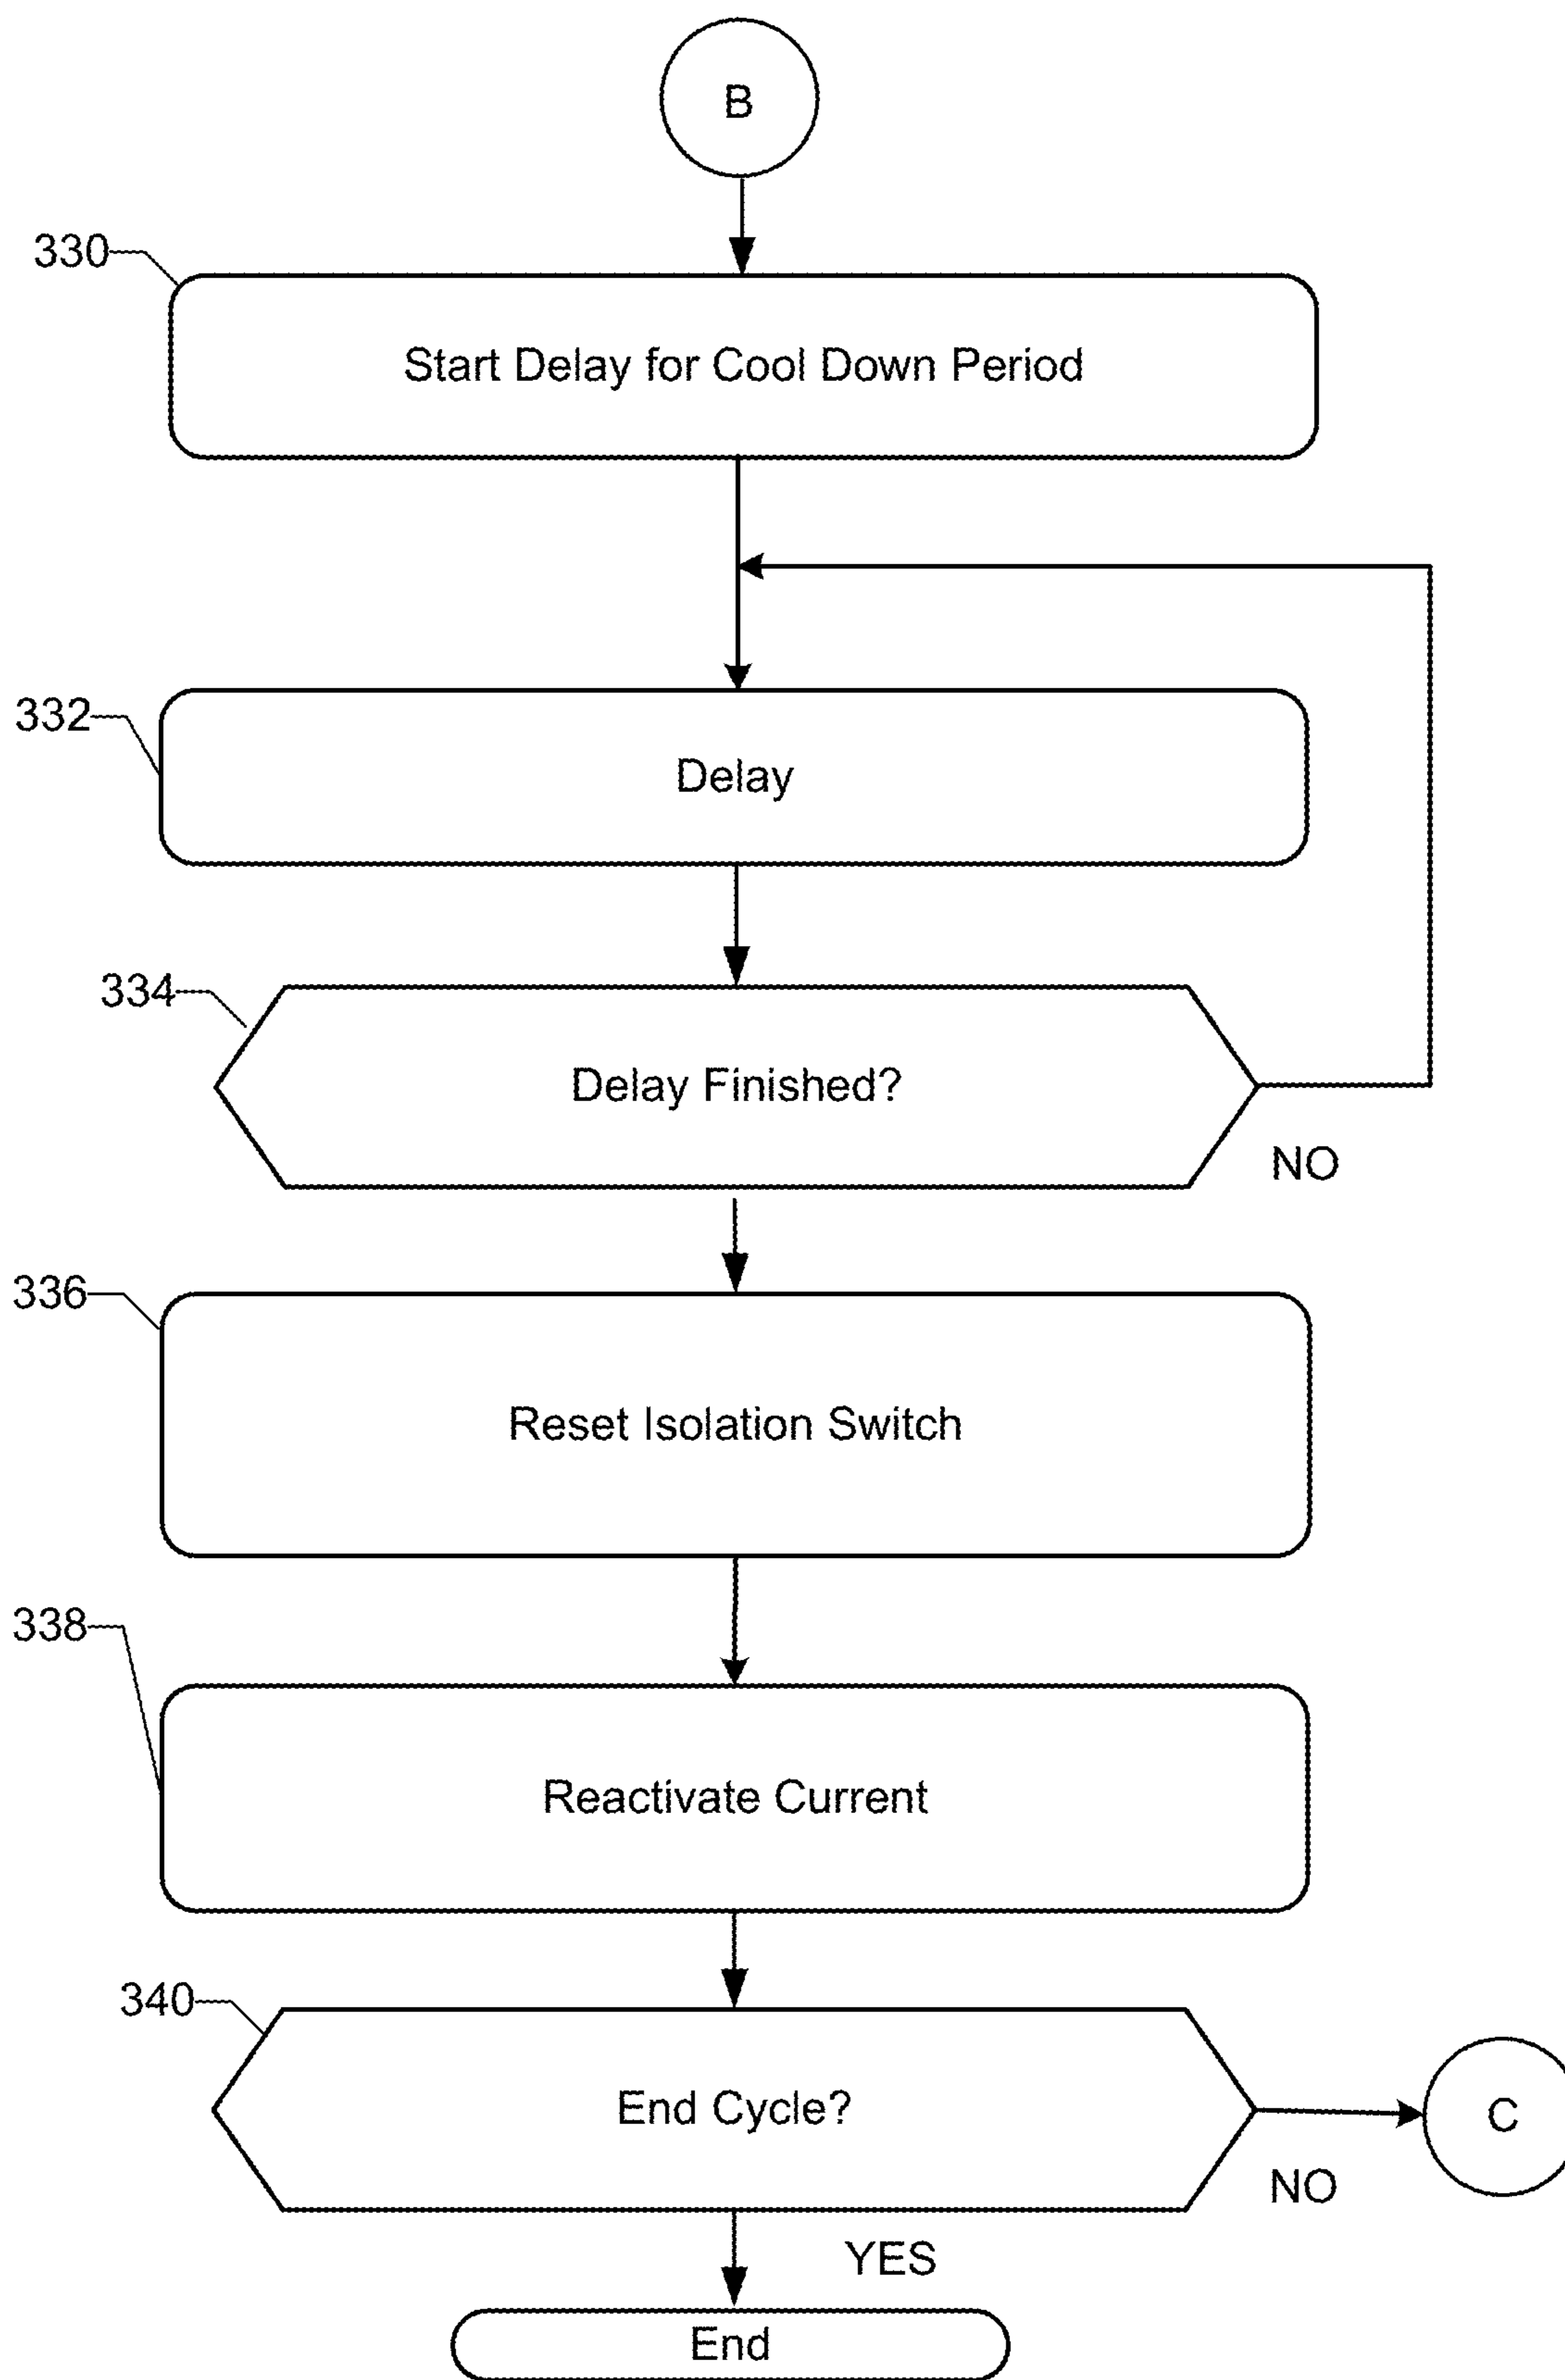 B
330
Start Delay for Cool Down Period
332
Delay
334
Delay Finished?
NO
336
Reset Isolation Switch
338
Reactivate Current
340
End Cycle?
C
NO
YES
End